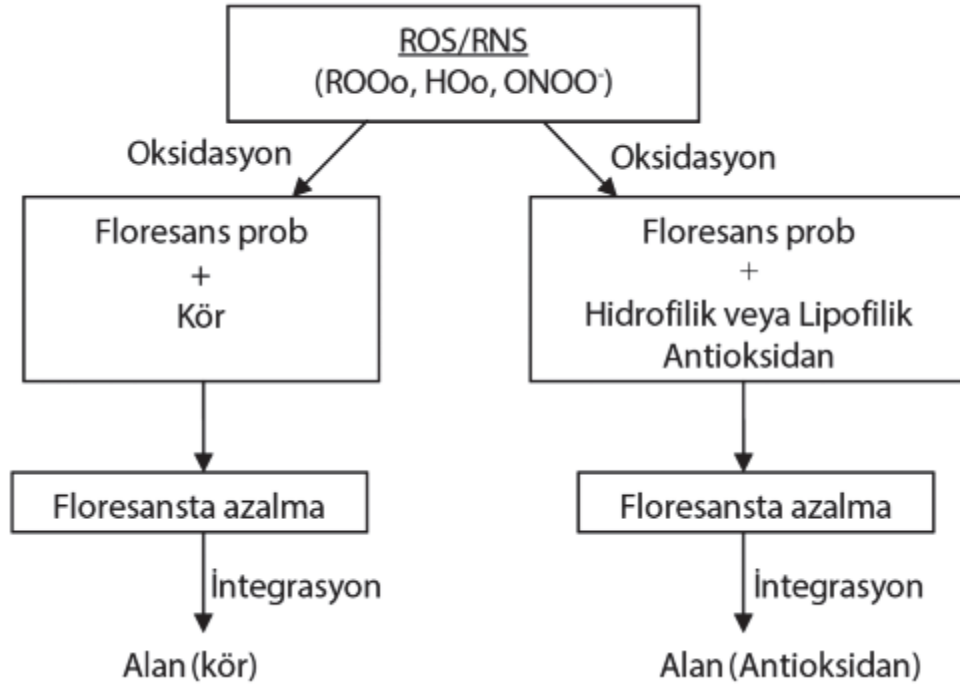 ROS/RNS
(ROOo, HOo, ONOO⁻)
Oksidasyon
Oksidasyon
Floresans prob
+
Kör
Floresans prob
+
Hidrofilik veya Lipofilik
Antioksidan
Floresansta azalma
Floresansta azalma
İntegrasyon
İntegrasyon
Alan (kör)
Alan (Antioksidan)